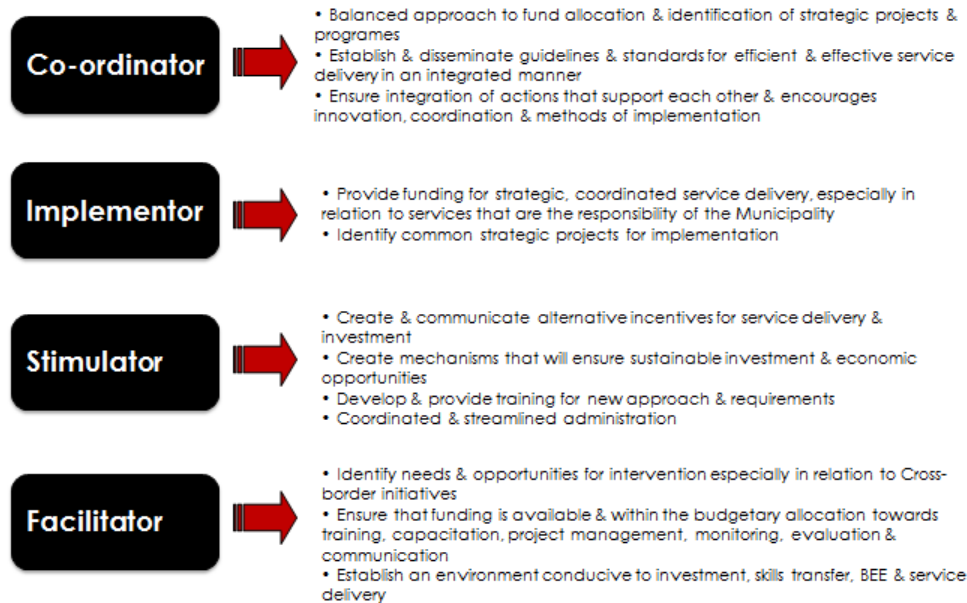 Co-ordinator
• Balanced approach to fund allocation & identification of strategic projects &
programes
• Establish & disseminate guidelines & standards for efficient & effective service
delivery in an integrated manner
• Ensure integration of actions that support each other & encourages
innovation, coordination & methods of implementation
Implementor
• Provide funding for strategic, coordinated service delivery, especially in
relation to services that are the responsibility of the Municipality
• Identify common strategic projects for implementation
Stimulator
• Create & communicate alternative incentives for service delivery &
investment
• Create mechanisms that will ensure sustainable investment & economic
opportunities
• Develop & provide training for new approach & requirements
• Coordinated & streamlined administration
Facilitator
• Identify needs & opportunities for intervention especially in relation to Cross-
border initiatives
• Ensure that funding is available & within the budgetary allocation towards
training, capacitation, project management, monitoring, evaluation &
communication
• Establish an environment conducive to investment, skills transfer, BEE & service
delivery